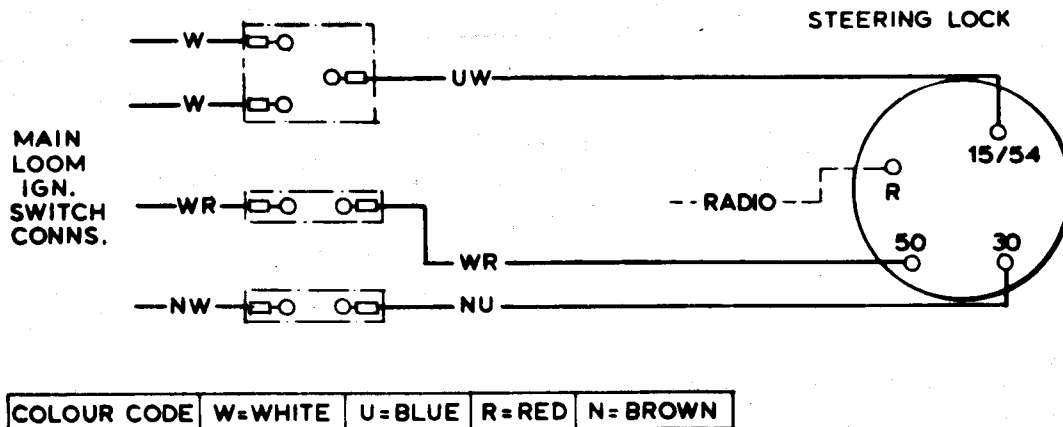 STEERING LOCK
W
UW
W
15/54
MAIN
LOOM
IGN.
SWITCH
CONNS.
R
WR
RADIO
50
30
WR
NW
NU
COLOUR CODE W=WHITE U=BLUE R=RED N=BROWN